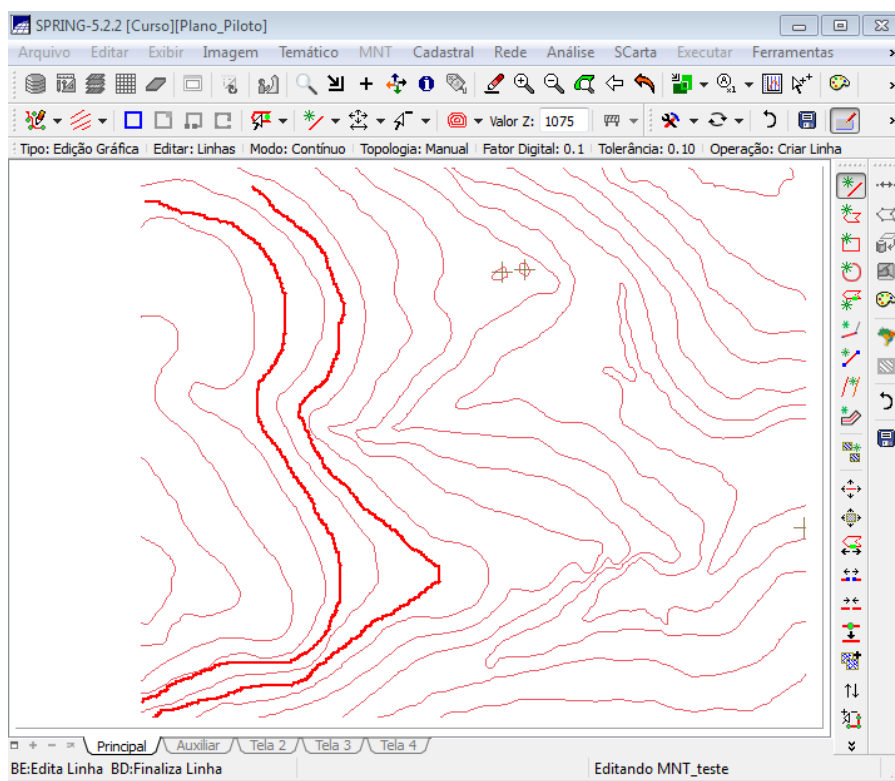 SPRING-5.2.2 [Curso][Plano_Piloto]
Arquivo Editar Exibir Imagem Temático MNT Cadastral Rede Análise SCarta Executar Ferramentas
Valor Z: 1075
Tipo: Edição Gráfica Editar: Linhas Modo: Contínuo Topologia: Manual Fator Digital: 0.1 Tolerância: 0.10 Operação: Criar Linha
Principal Auxiliar Tela 2 Tela 3 Tela 4
BE:Edita Linha BD:Finaliza Linha Editando MNT_teste